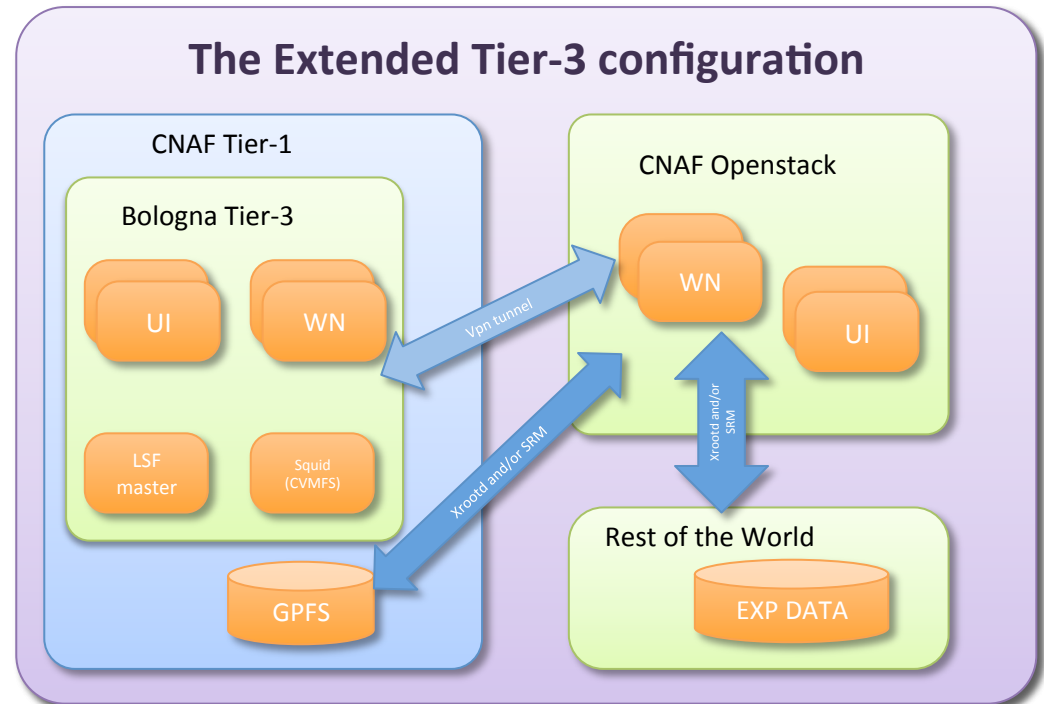 The Extended Tier-3 configuration
CNAF Tier-1
Bologna Tier-3
UI
WN
LSF
master
Squid
(CVMFS)
GPFS
Vpn tunnel
Xrootd and/or SRM
CNAF Openstack
WN
UI
Xrootd and/or
SRM
Rest of the World
EXP DATA